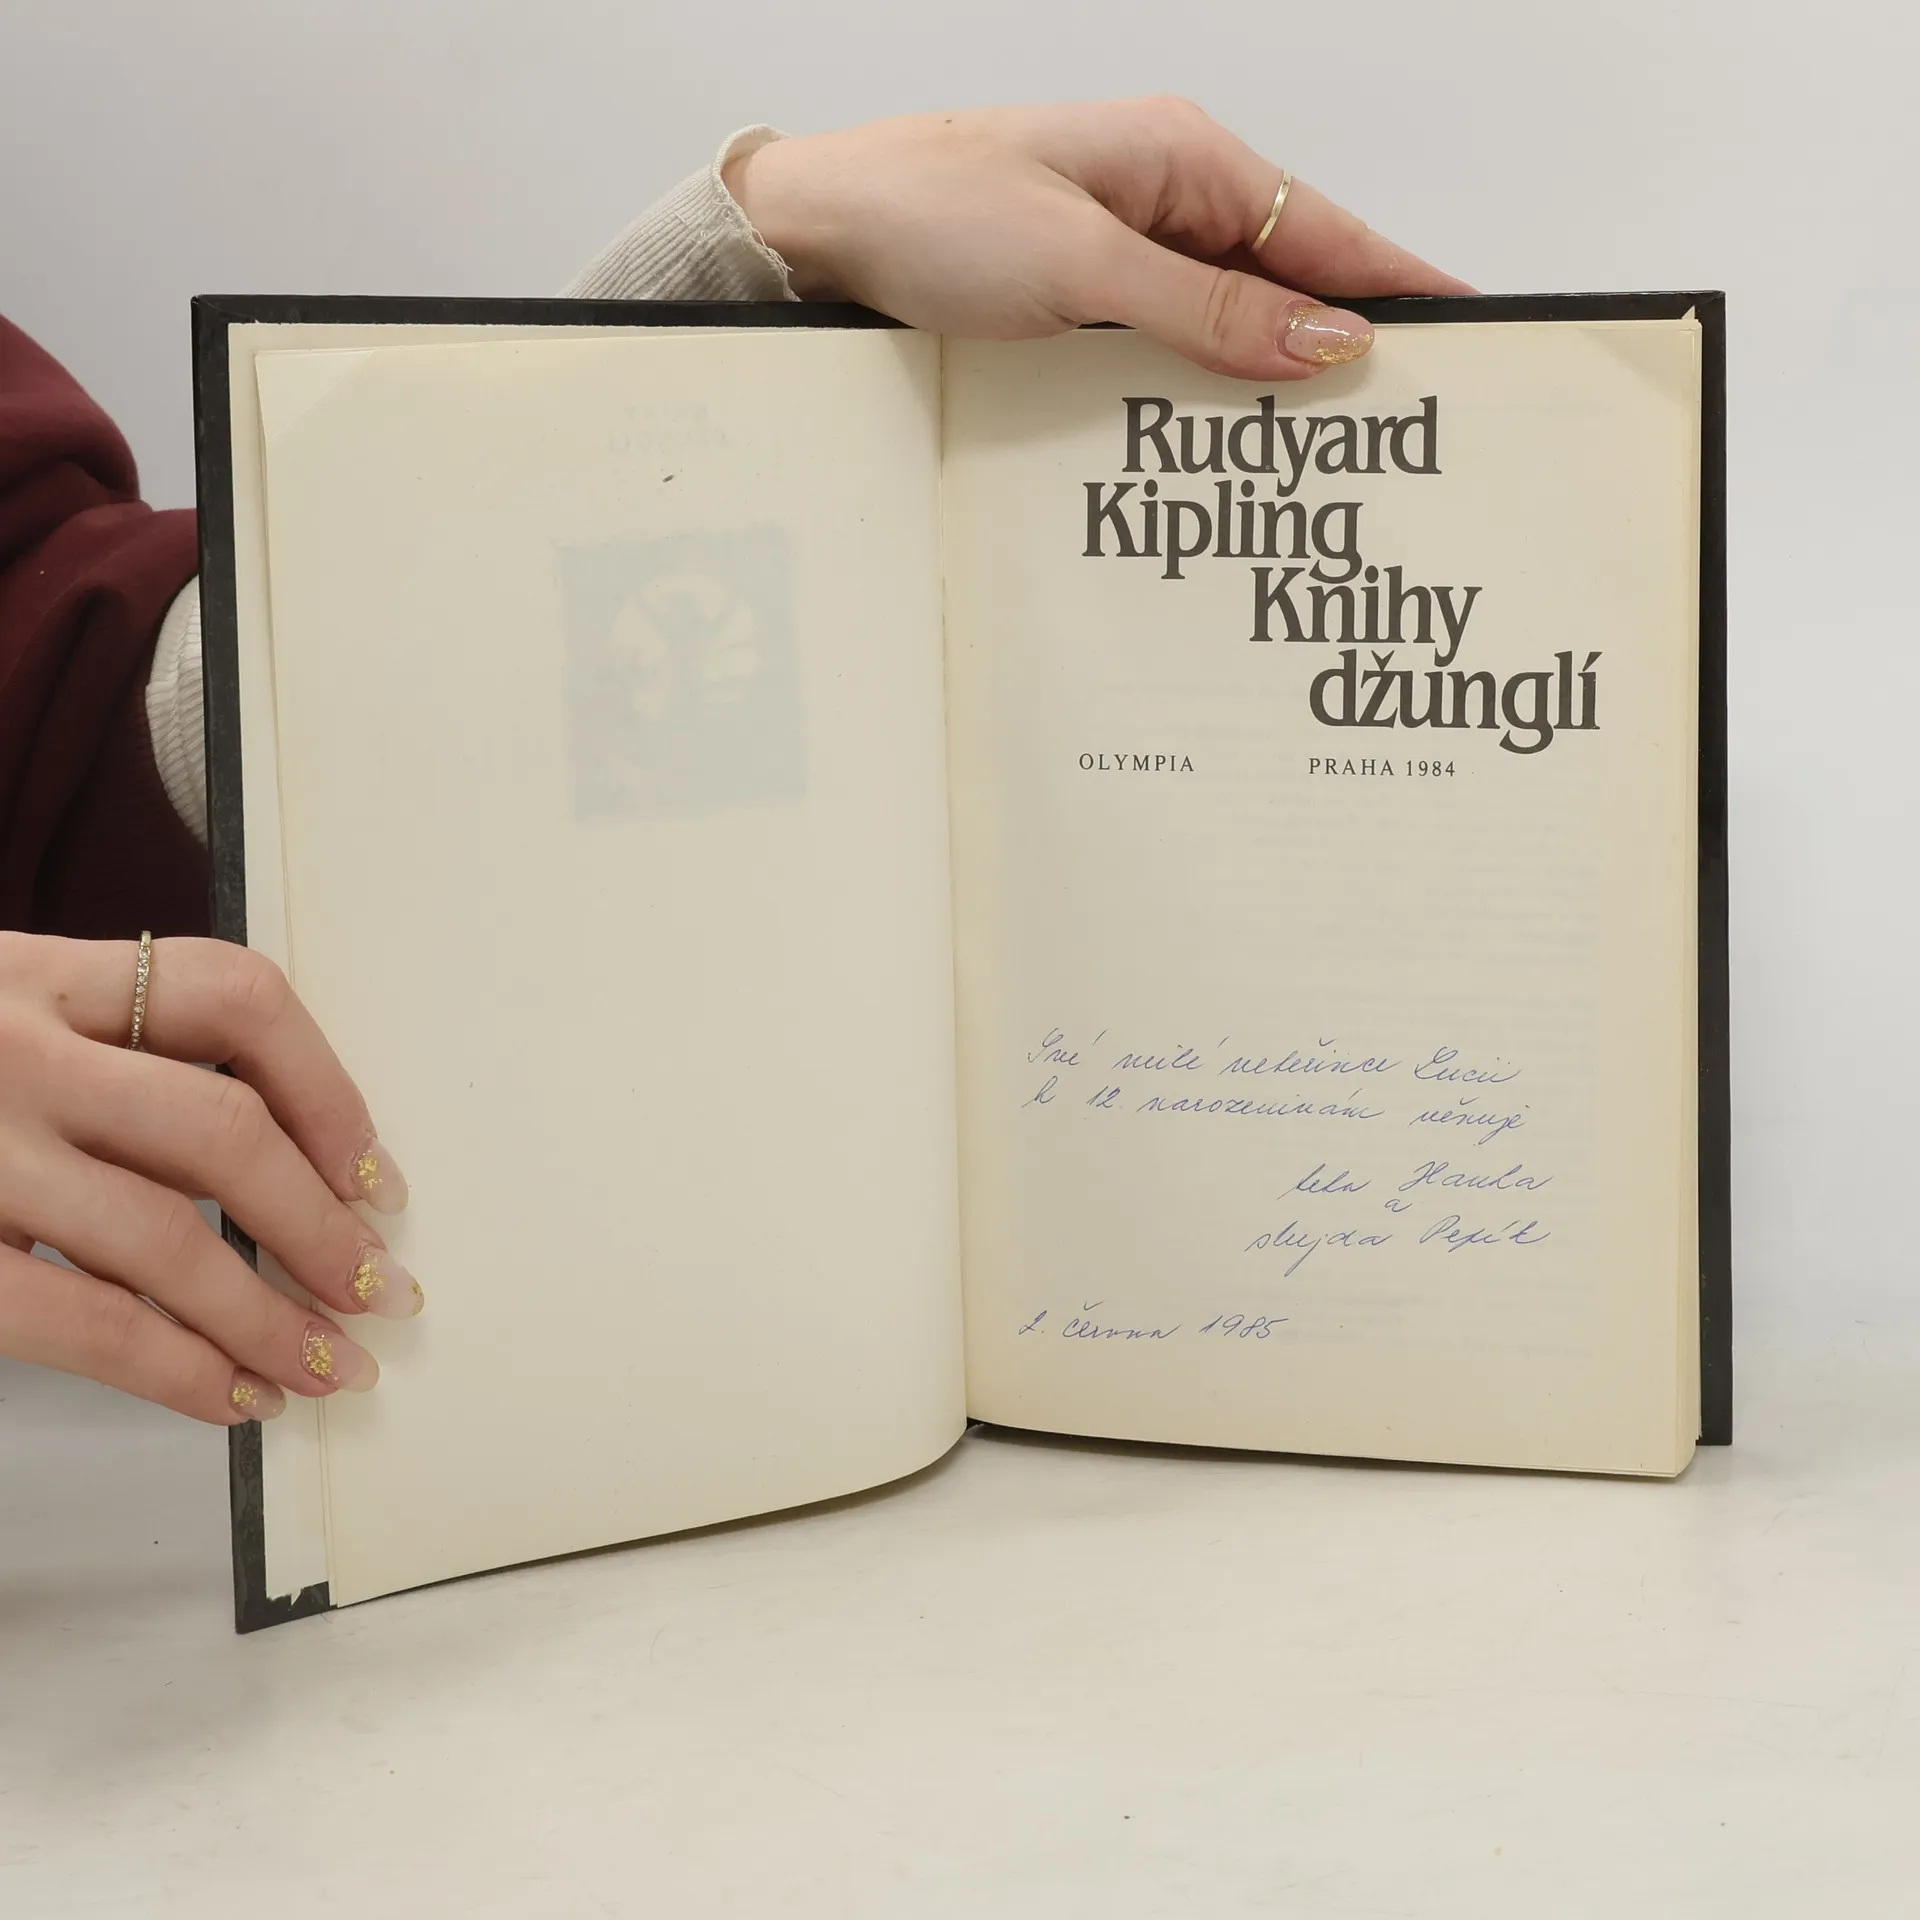 Rudyard
Kipling
Knihy
džunglí
OLYMPIA PRAHA 1984
Své milé neteřince Lucii
k 12. narozeninám věnuje
teta Hanka
a
stujda Pepík
2. června 1985